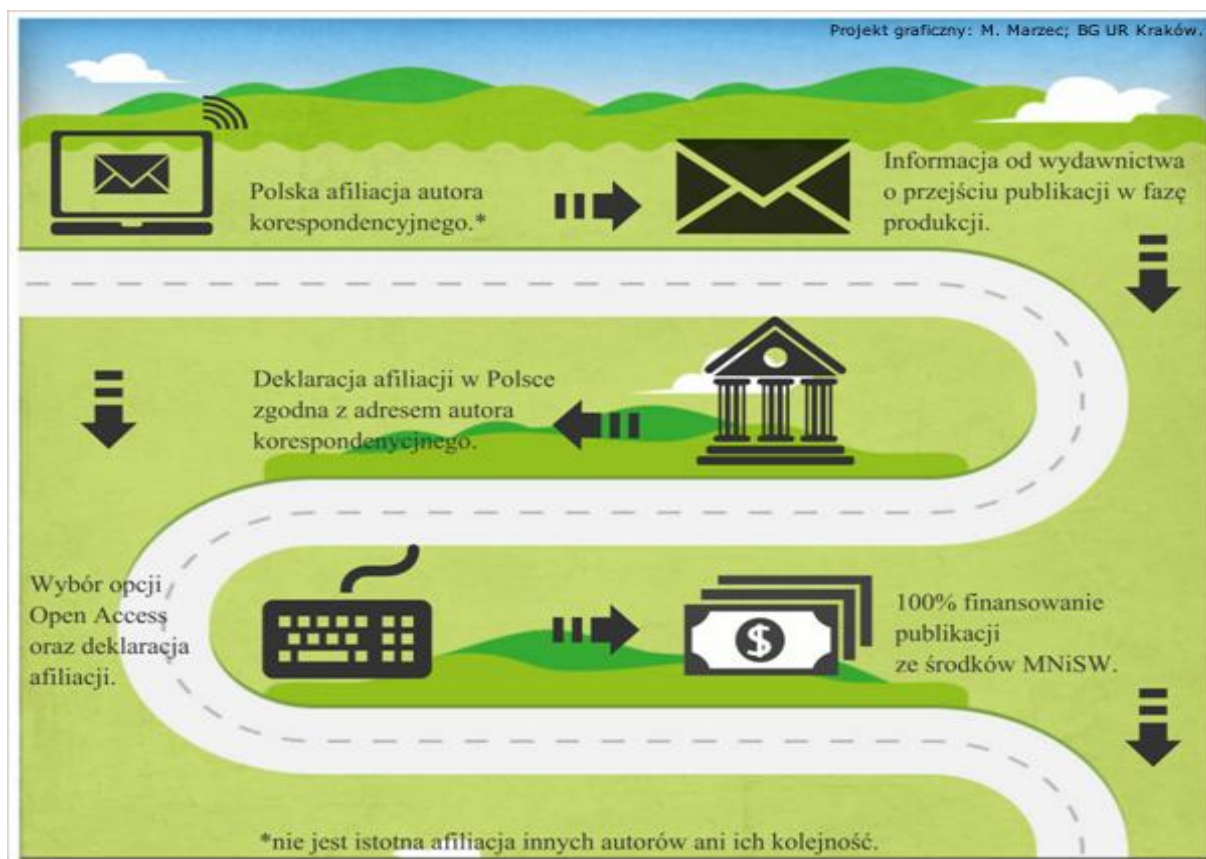 Projekt graficzny: M. Marzec; BG UR Kraków.
Polska afiliacja autora
korespondencyjnego.*
Informacja od wydawnictwa
o przejściu publikacji w fazę
produkcji.
Deklaracja afiliacji w Polsce
zgodna z adresem autora
korespondenycjnego.
Wybór opcji
Open Access
oraz deklaracja
afiliacji.
100% finansowanie
publikacji
ze środków MNiSW.
*nie jest istotna afiliacja innych autorów ani ich kolejność.